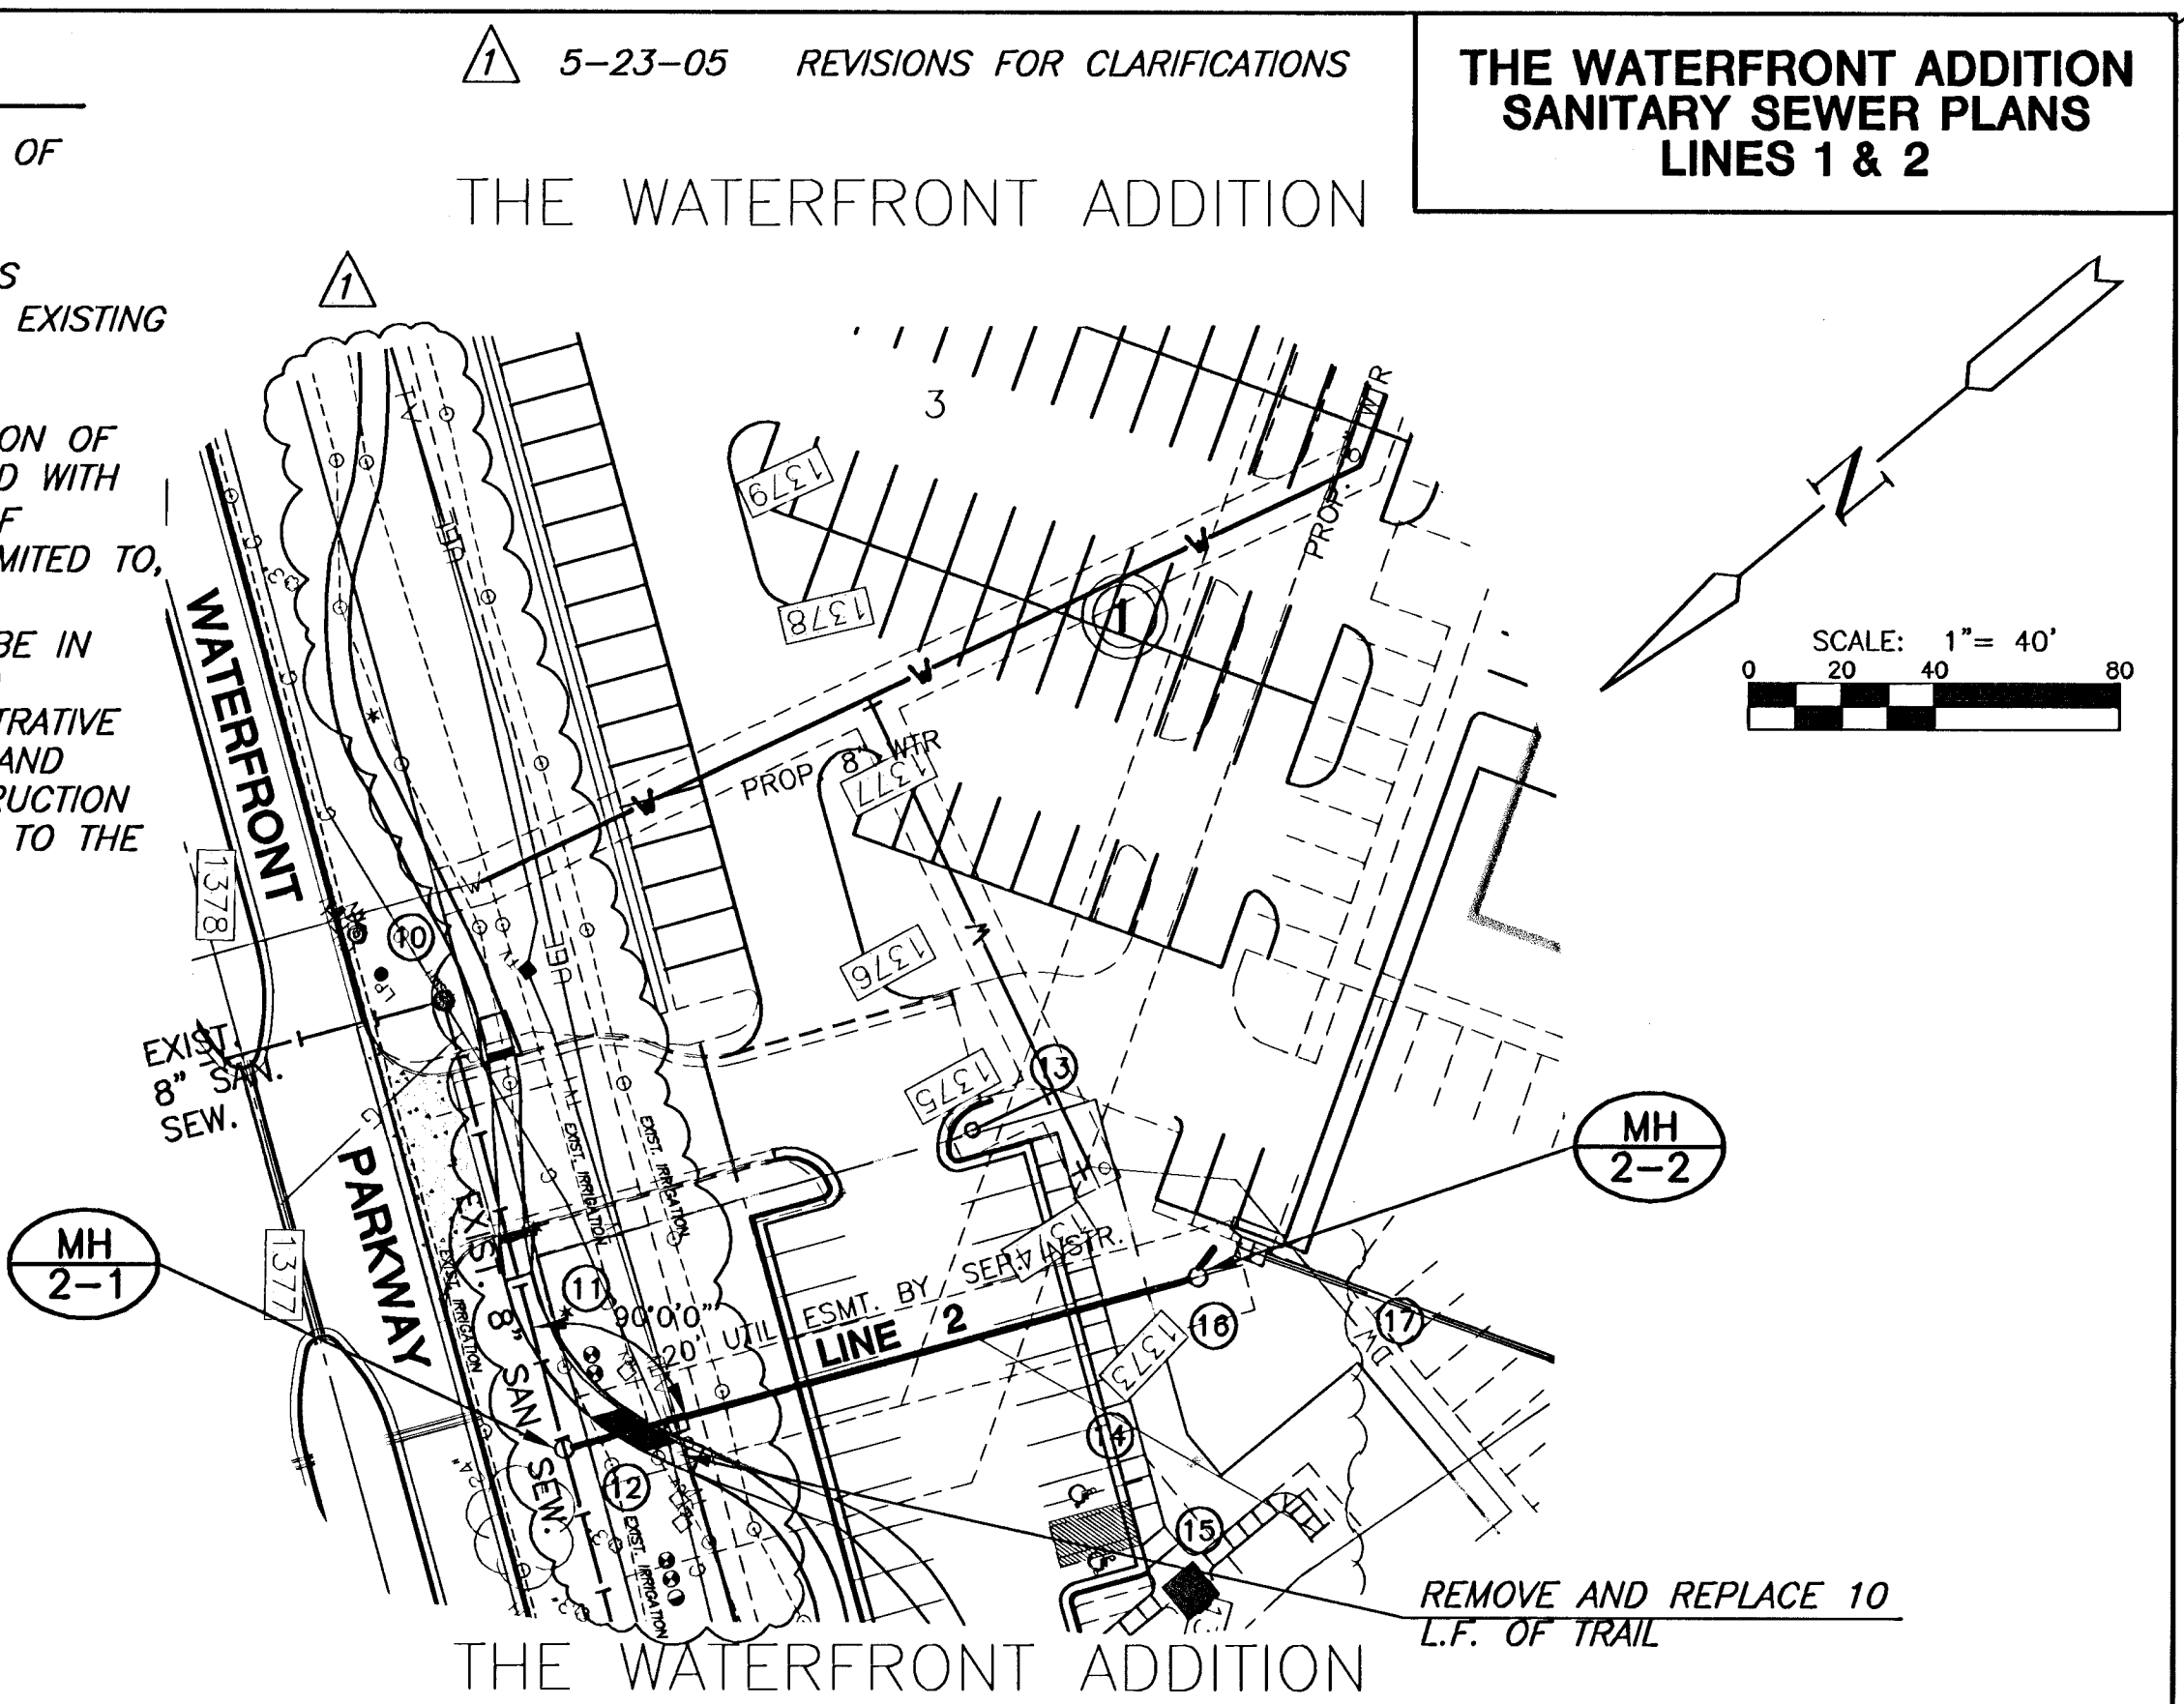 1 5-23-05 REVISIONS FOR CLARIFICATIONS
THE WATERFRONT ADDITION
SANITARY SEWER PLANS
LINES 1 & 2
OF
THE WATERFRONT ADDITION
S
EXISTING
1
ON OF
D WITH
F
MITED TO,
BE IN
TRATIVE
AND
RUCTION
TO THE
3
PROP. 8" WTR
1379
1378
1
N
SCALE: 1"= 40'
0 20 40 80
WATERFRONT
PROP 8" WTR
1377
1378
10
1376
LP
UGE
EXIST.
8" SAN.
SEW.
13
1375
MH
2-2
EXIST. IRRIGATION
EXIST. IRRIGATION
PARKWAY
MH
2-1
1377
EXIST. 8" SAN SEW.
EXIST. IRRIGATION
11
90°0'0"
20' UTIL ESMT. BY SEP. INSTR.
LINE 2
16
17
1373
14
12
EXIST. IRRIGATION
15
REMOVE AND REPLACE 10
L.F. OF TRAIL
THE WATERFRONT ADDITION